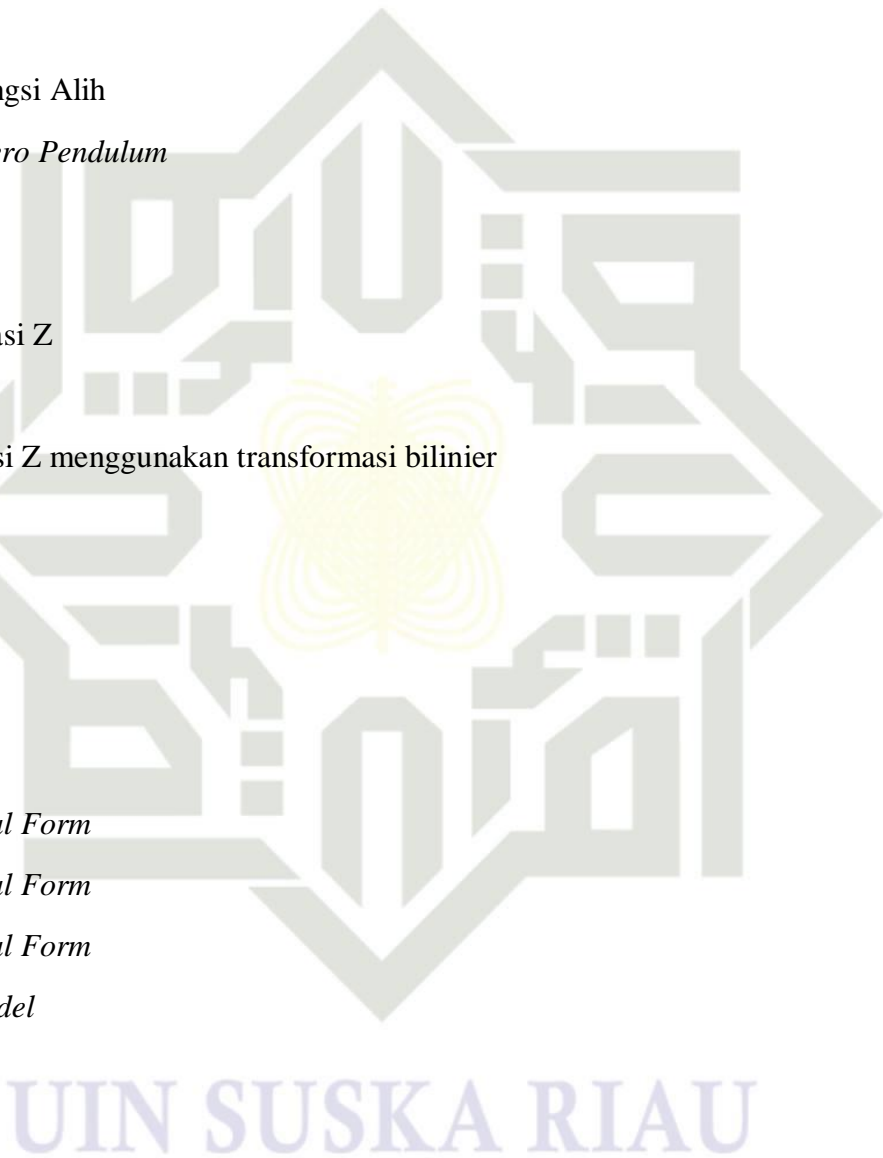 ngsi Alih
ero Pendulum
asi Z
si Z menggunakan transformasi bilinier
al Form
al Form
al Form
del
UIN SUSKA RIAU